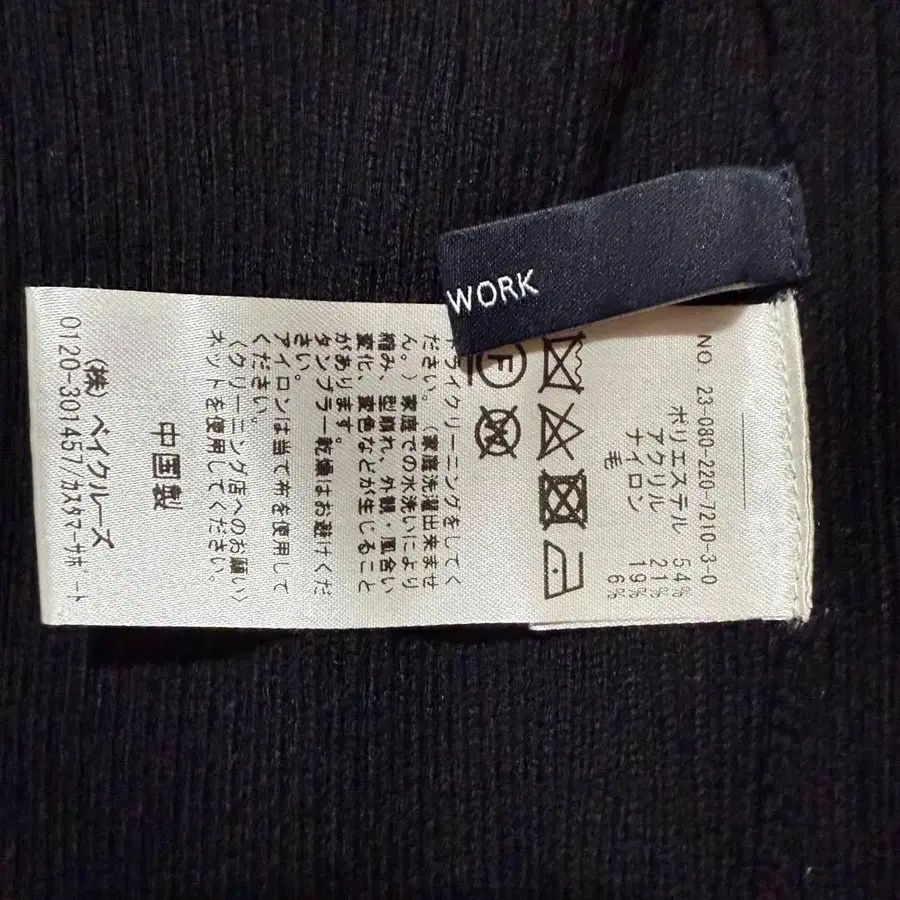 WORK
NO. 23-080-220-7210-3-0
ポリエステル 54%
アクリル 21%
ナイロン 19%
毛 6%
F
W
ドライクリーニングをしてく
ださい。(家庭洗濯出来ませ
ん。)家庭での水洗いにより
縮み、型崩れ、外観・風合い
変化、変色などが生じること
があります。
タンブラー乾燥はお避けくだ
さい。
アイロンは当て布を使用して
ください。
〈クリーニング店へのお願い〉
ネットを使用してください。
中国製
(株)ベイクルーズ
0120-301457/カスタマーサポート